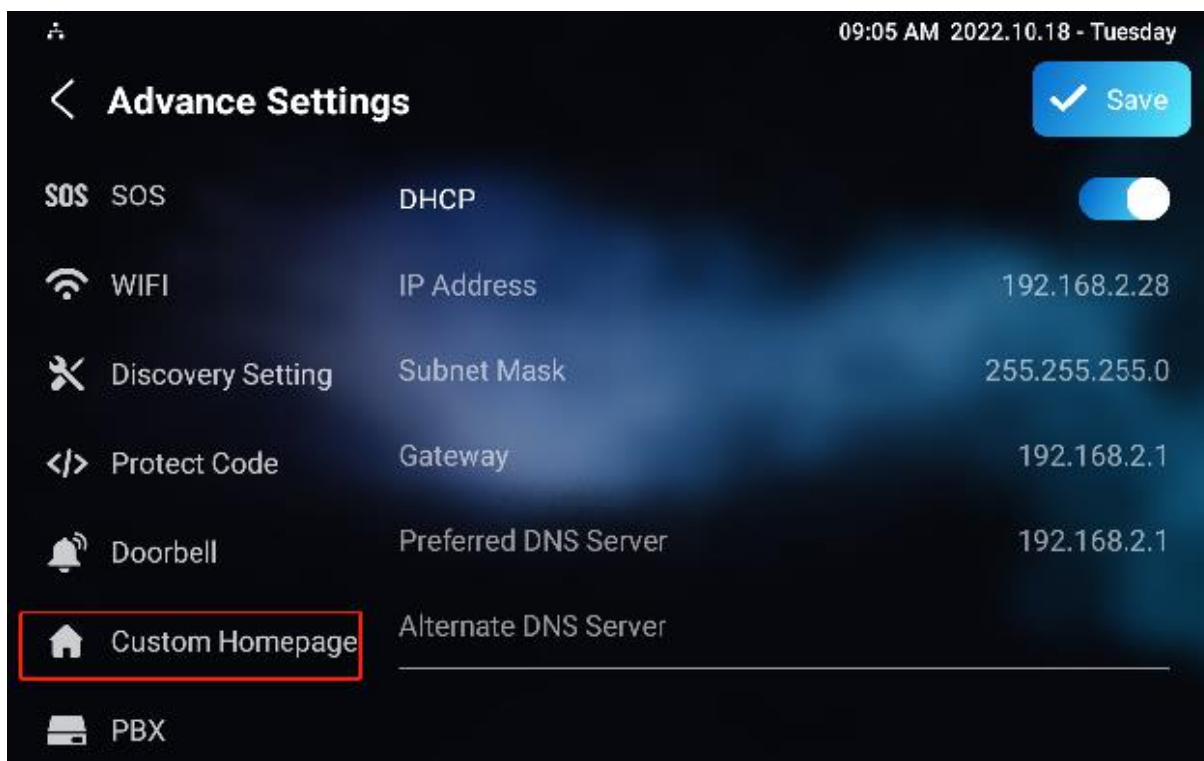 09:05 AM 2022.10.18 - Tuesday
Advance Settings
Save
SOS SOS
DHCP
WIFI
IP Address 192.168.2.28
Discovery Setting
Subnet Mask 255.255.255.0
</> Protect Code
Gateway 192.168.2.1
Doorbell
Preferred DNS Server 192.168.2.1
Custom Homepage
Alternate DNS Server
PBX